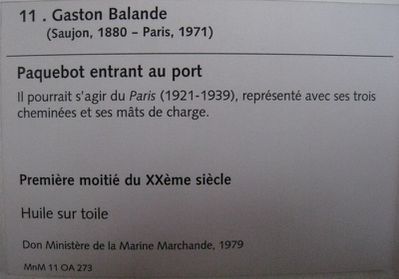 11 . Gaston Balande
(Saujon, 1880 – Paris, 1971)
Paquebot entrant au port
Il pourrait s'agir du Paris (1921-1939), représenté avec ses trois
cheminées et ses mâts de charge.
Première moitié du XXème siècle
Huile sur toile
Don Ministère de la Marine Marchande, 1979
MnM 11 OA 273